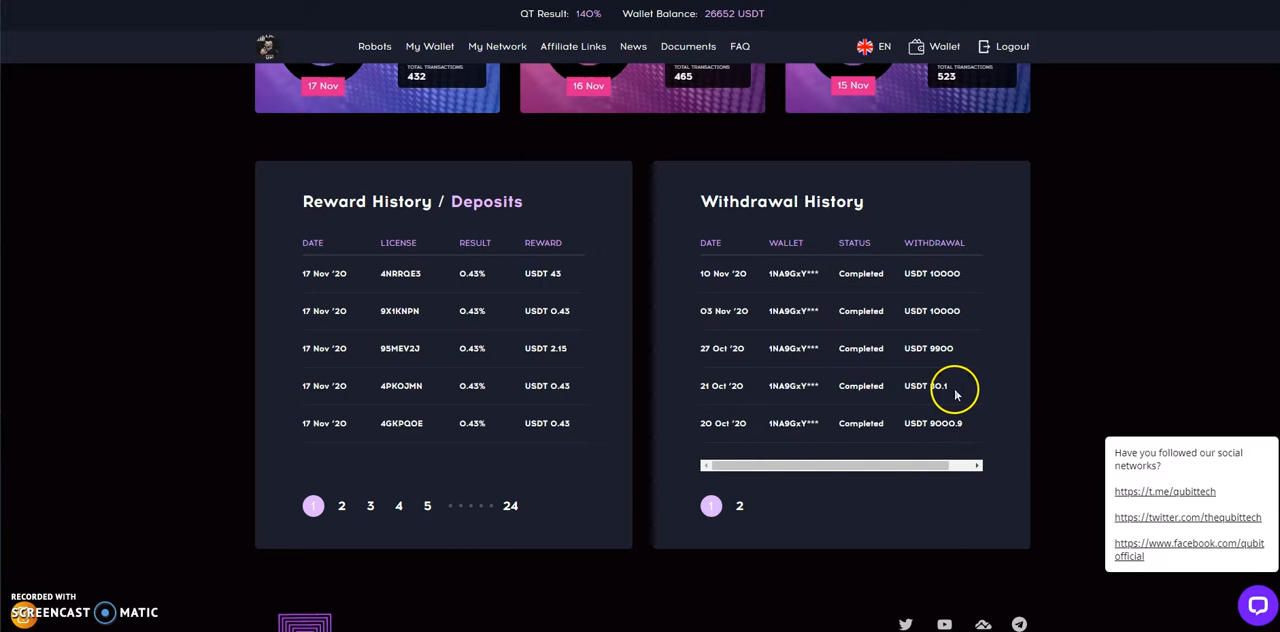 QT Result: 140% Wallet Balance: 26652 USDT
Robots My Wallet My Network Affiliate Links News Documents FAQ EN Wallet Logout
TOTAL TRANSACTIONS TOTAL TRANSACTIONS TOTAL TRANSACTIONS
432 465 523
17 Nov 16 Nov 15 Nov
Reward History / Deposits
DATE LICENSE RESULT REWARD
17 Nov '20 4NRRQE3 0.43% USDT 43
17 Nov '20 9X1KNPN 0.43% USDT 0.43
17 Nov '20 95MEV2J 0.43% USDT 2.15
17 Nov '20 4PKOJMN 0.43% USDT 0.43
17 Nov '20 4GKPQOE 0.43% USDT 0.43
1 2 3 4 5 • • • • • 24
Withdrawal History
DATE WALLET STATUS WITHDRAWAL
10 Nov '20 1NA9GxY*** Completed USDT 10000
03 Nov '20 1NA9GxY*** Completed USDT 10000
27 Oct '20 1NA9GxY*** Completed USDT 9900
21 Oct '20 1NA9GxY*** Completed USDT
20 Oct '20 1NA9GxY*** Completed USDT 9000.9
1 2
Have you followed our social
networks?
https://t.me/qubittech
https://twitter.com/thequbittech
https://www.facebook.com/qubit
official
RECORDED WITH
SCREENCAST MATIC